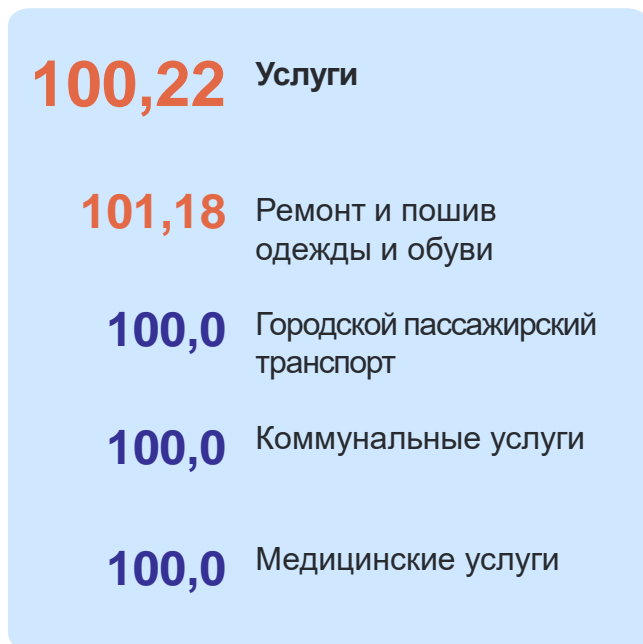 100,22 Услуги
101,18 Ремонт и пошив
одежды и обуви
100,0 Городской пассажирский
транспорт
100,0 Коммунальные услуги
100,0 Медицинские услуги